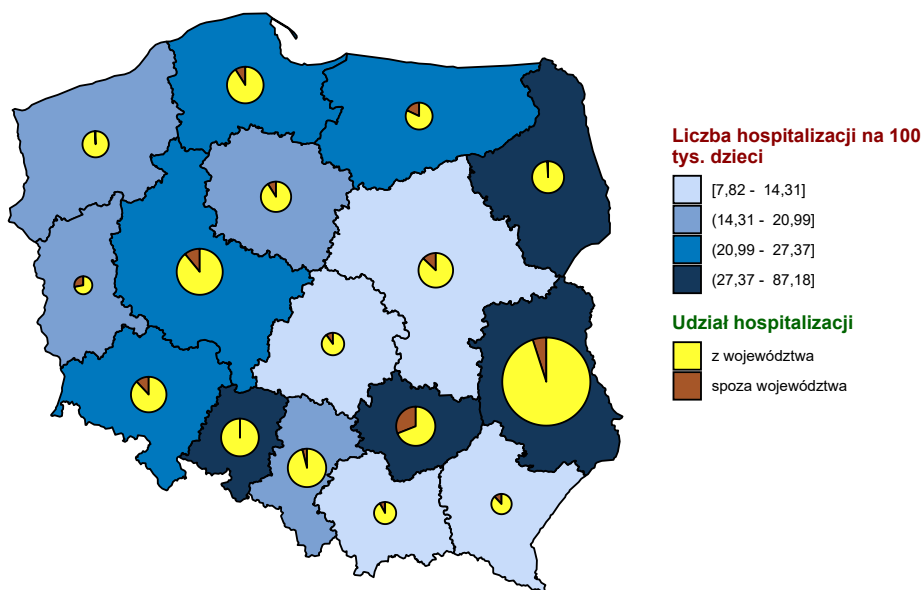 Liczba hospitalizacji na 100
tys. dzieci
[7,82 - 14,31]
(14,31 - 20,99]
(20,99 - 27,37]
(27,37 - 87,18]
Udział hospitalizacji
z województwa
spoza województwa